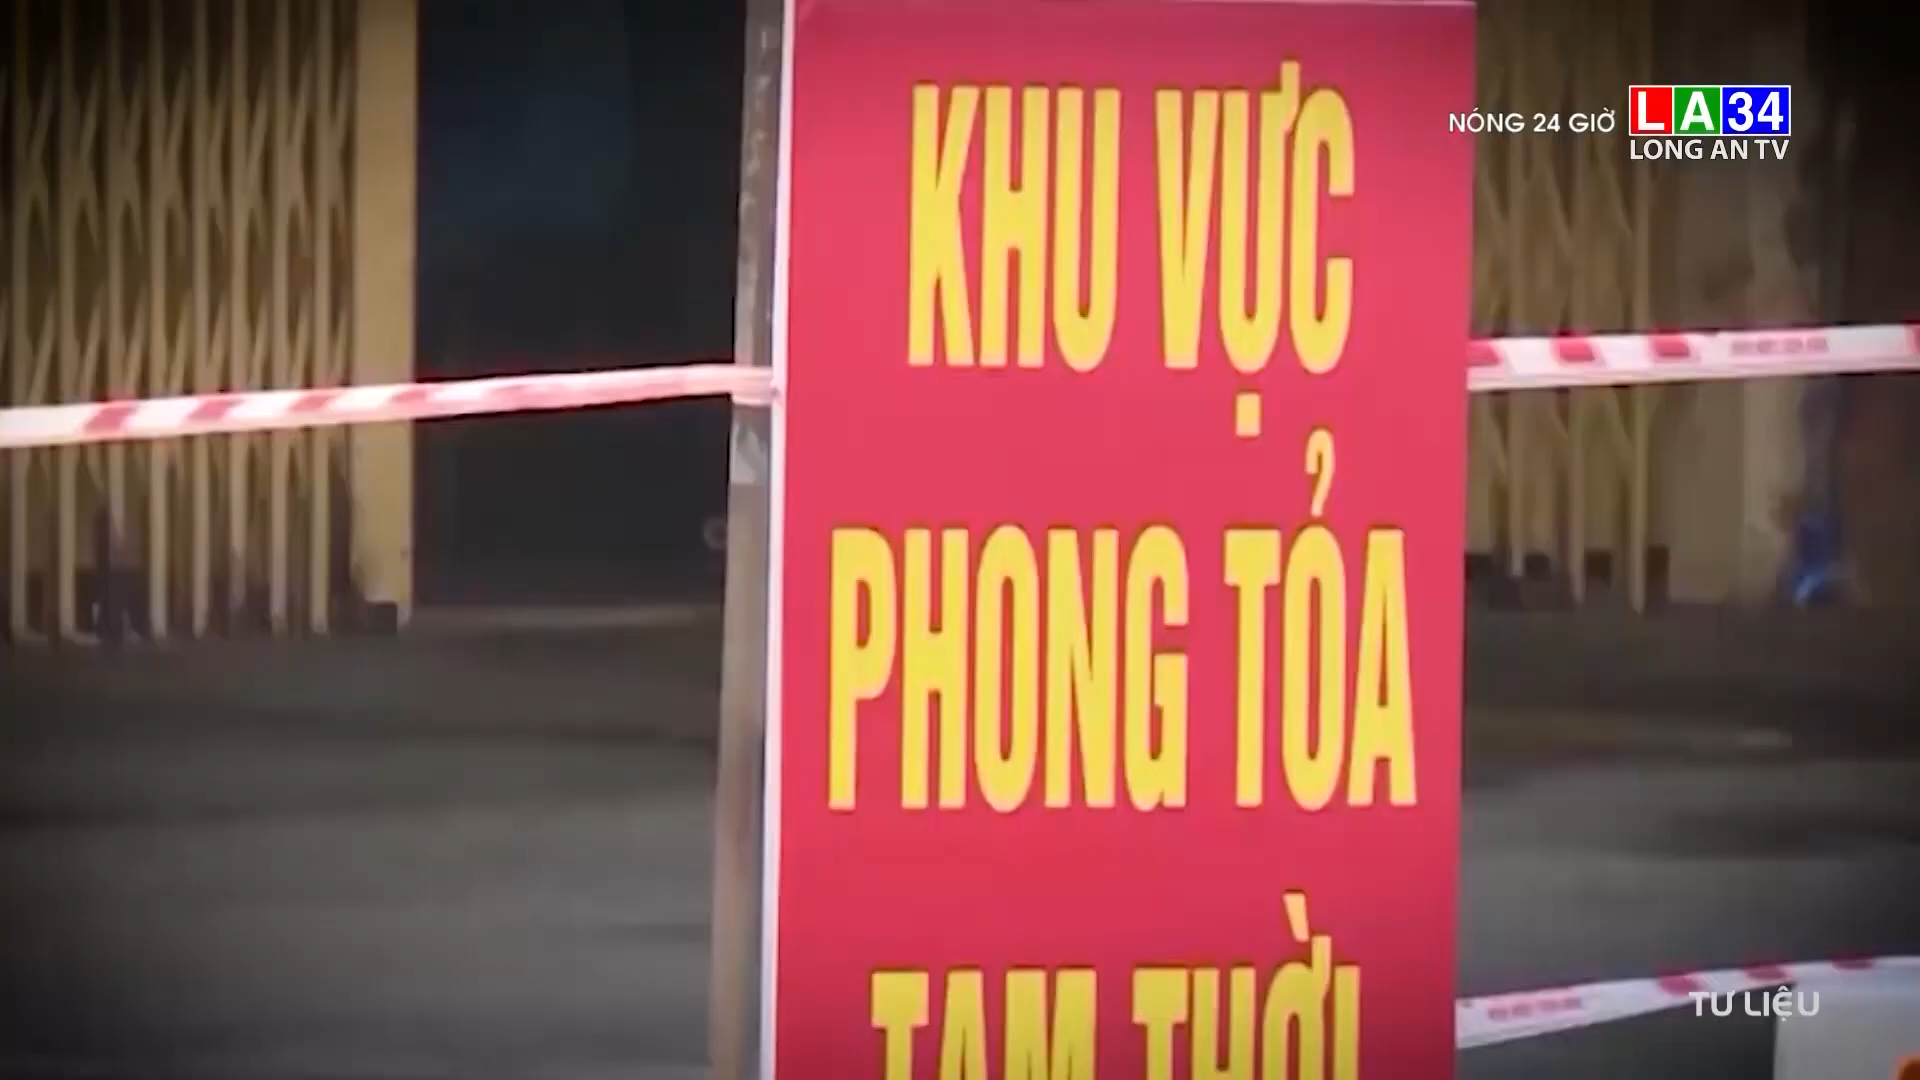 KHU VỰC
PHONG TỎA
TẠM THỜI
NÓNG 24 GIỜ
LA34
LONG AN TV
TƯ LIỆU